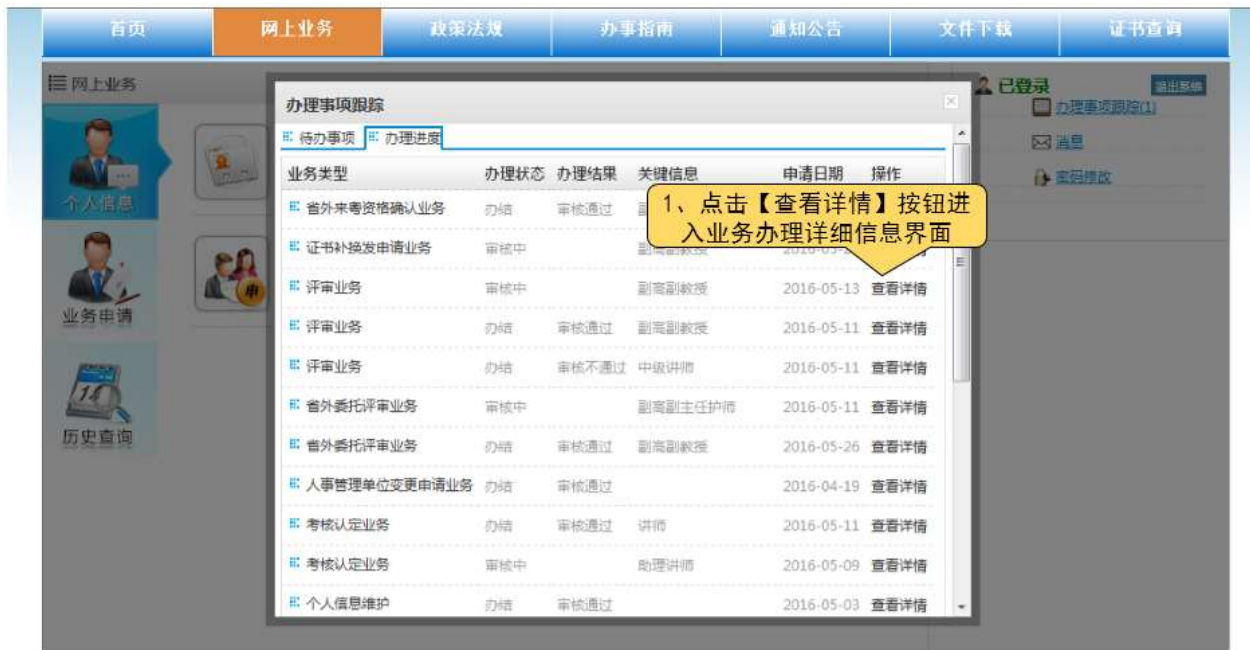 首页 网上业务 政策法规 办事指南 通知公告 文件下载 证书查询
网上业务
个人信息
业务申请
历史查询
已登录 退出系统
办理事项跟踪(1)
消息
密码修改
办理事项跟踪
待办事项 办理进度
业务类型 办理状态 办理结果 关键信息 申请日期 操作
1、点击【查看详情】按钮进
入业务办理详细信息界面
省外来粤资格确认业务 办结 审核通过
证书补换发申请业务 审核中 副高副教授
评审业务 审核中 副高副教授 2016-05-13 查看详情
评审业务 办结 审核通过 副高副教授 2016-05-11 查看详情
评审业务 办结 审核不通过 中级讲师 2016-05-11 查看详情
省外委托评审业务 审核中 副高副主任护师 2016-05-11 查看详情
省外委托评审业务 办结 审核通过 副高副教授 2016-05-26 查看详情
人事管理单位变更申请业务 办结 审核通过 2016-04-19 查看详情
考核认定业务 办结 审核通过 讲师 2016-05-11 查看详情
考核认定业务 审核中 助理讲师 2016-05-09 查看详情
个人信息维护 办结 审核通过 2016-05-03 查看详情